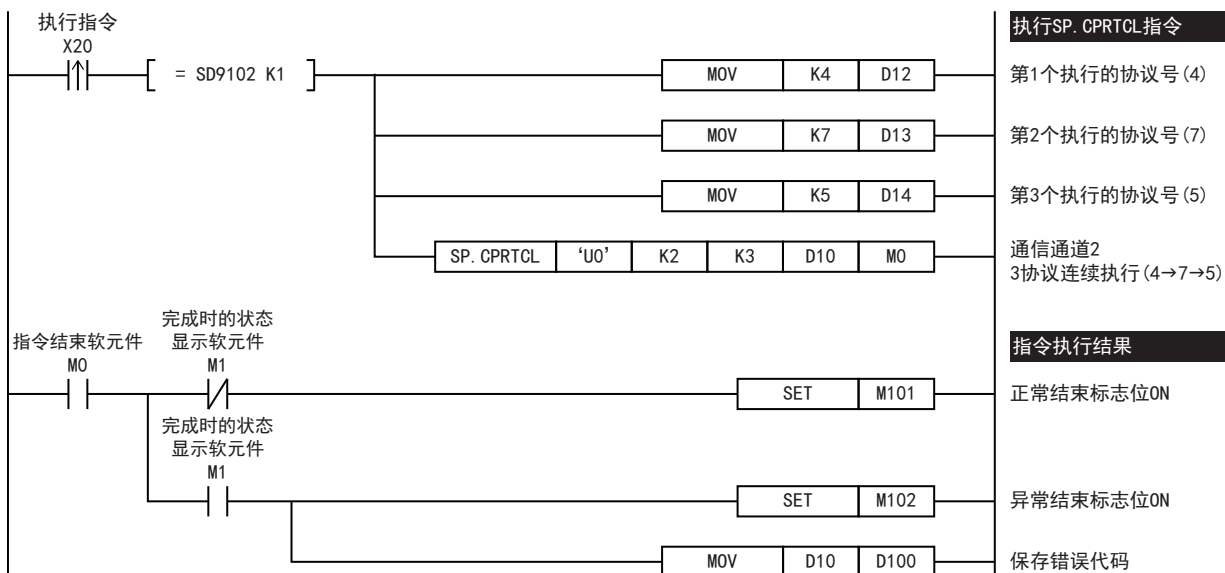 执行指令
X20
= SD9102 K1
MOV K4 D12
执行SP.CPRTCL指令
第1个执行的协议号(4)
MOV K7 D13
第2个执行的协议号(7)
MOV K5 D14
第3个执行的协议号(5)
SP.CPRTCL ‘U0’ K2 K3 D10 M0
通信通道2
3协议连续执行(4→7→5)
指令结束软元件
M0
完成时的状态
显示软元件
M1
SET M101
指令执行结果
正常结束标志位ON
完成时的状态
显示软元件
M1
SET M102
异常结束标志位ON
MOV D10 D100
保存错误代码